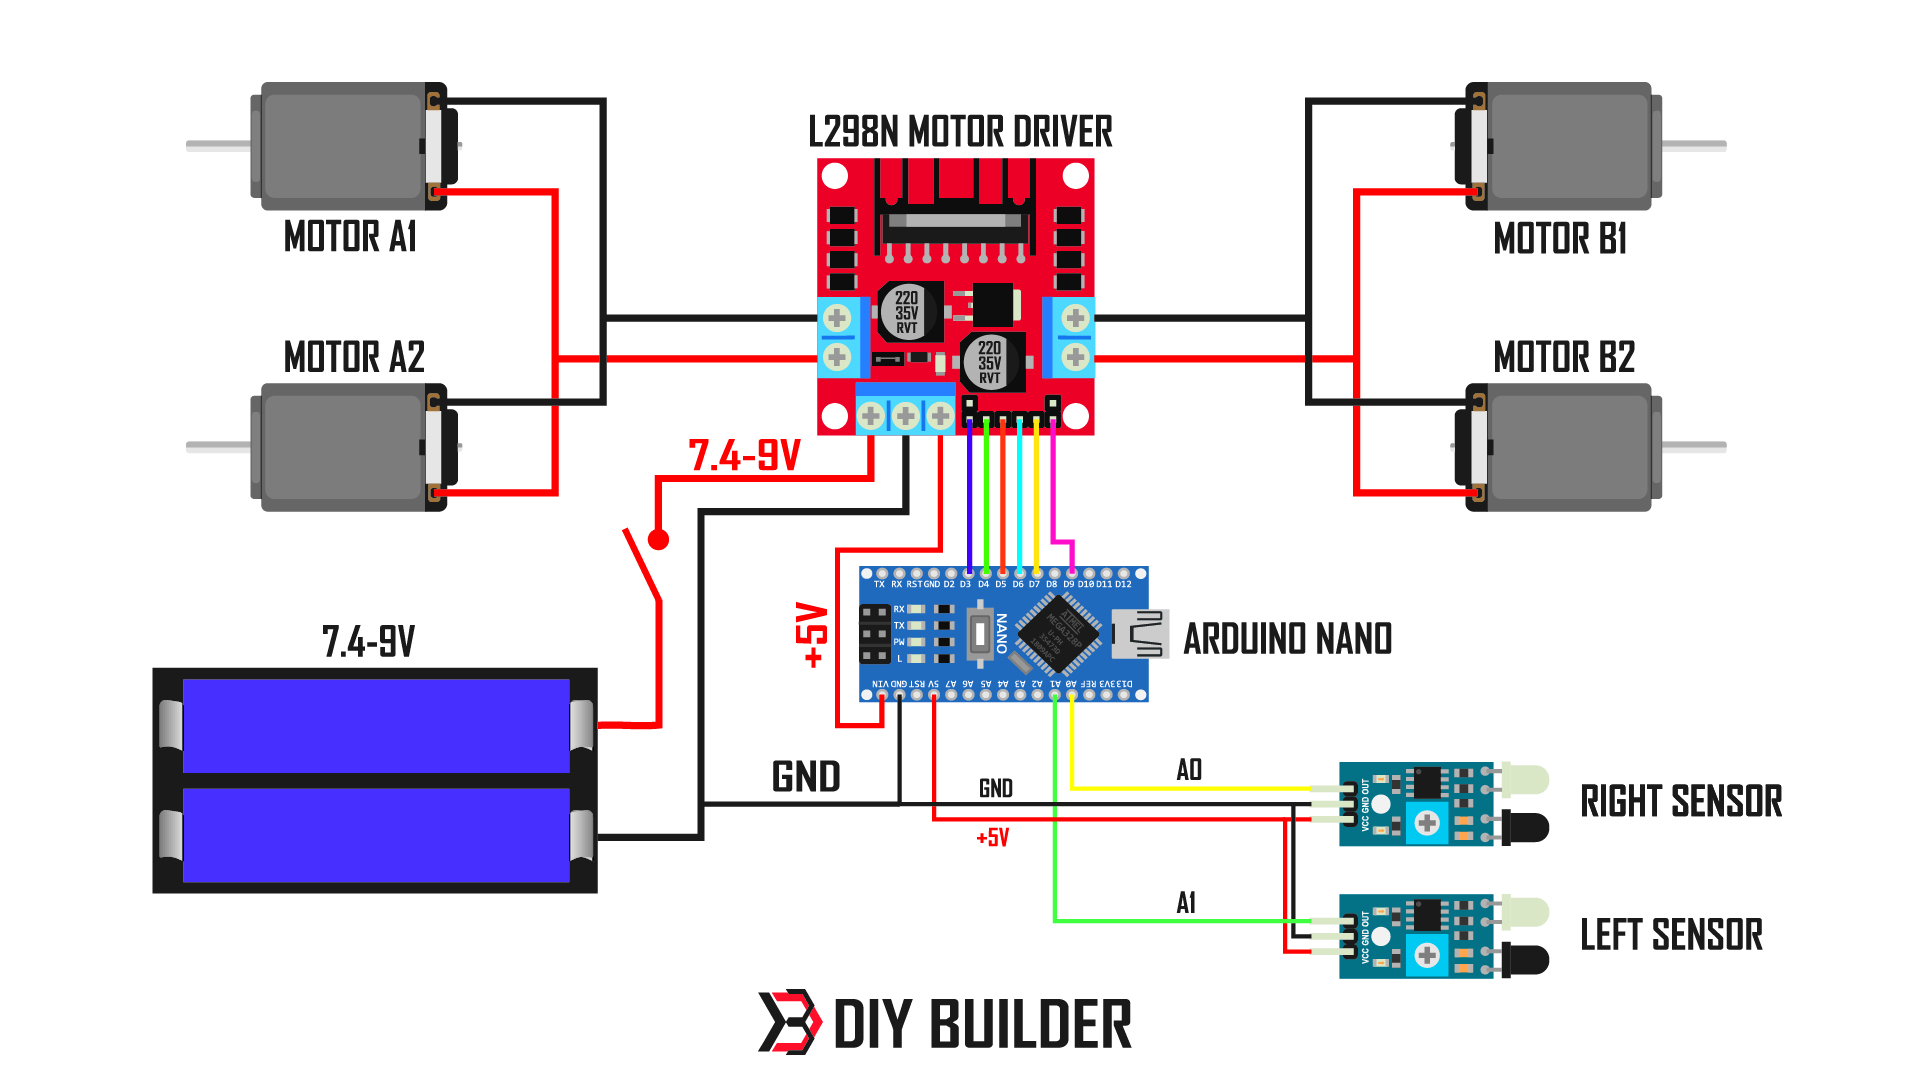 L298N MOTOR DRIVER
MOTOR A1
MOTOR B1
220
35V
RVT
220
35V
RVT
MOTOR A2
MOTOR B2
7.4-9V
TX RX RST GND D2 D3 D4 D5 D6 D7 D8 D9 D10 D11 D12
RX
TX
PW
L
NANO
ATMEL
MEGA328P
+5V
ARDUINO NANO
VIN GND RST 5V A7 A6 A5 A4 A3 A2 A1 A0 REF 3V3 D13
7.4-9V
GND
GND
+5V
A0
VCC GND OUT
RIGHT SENSOR
A1
VCC GND OUT
LEFT SENSOR
DIY BUILDER